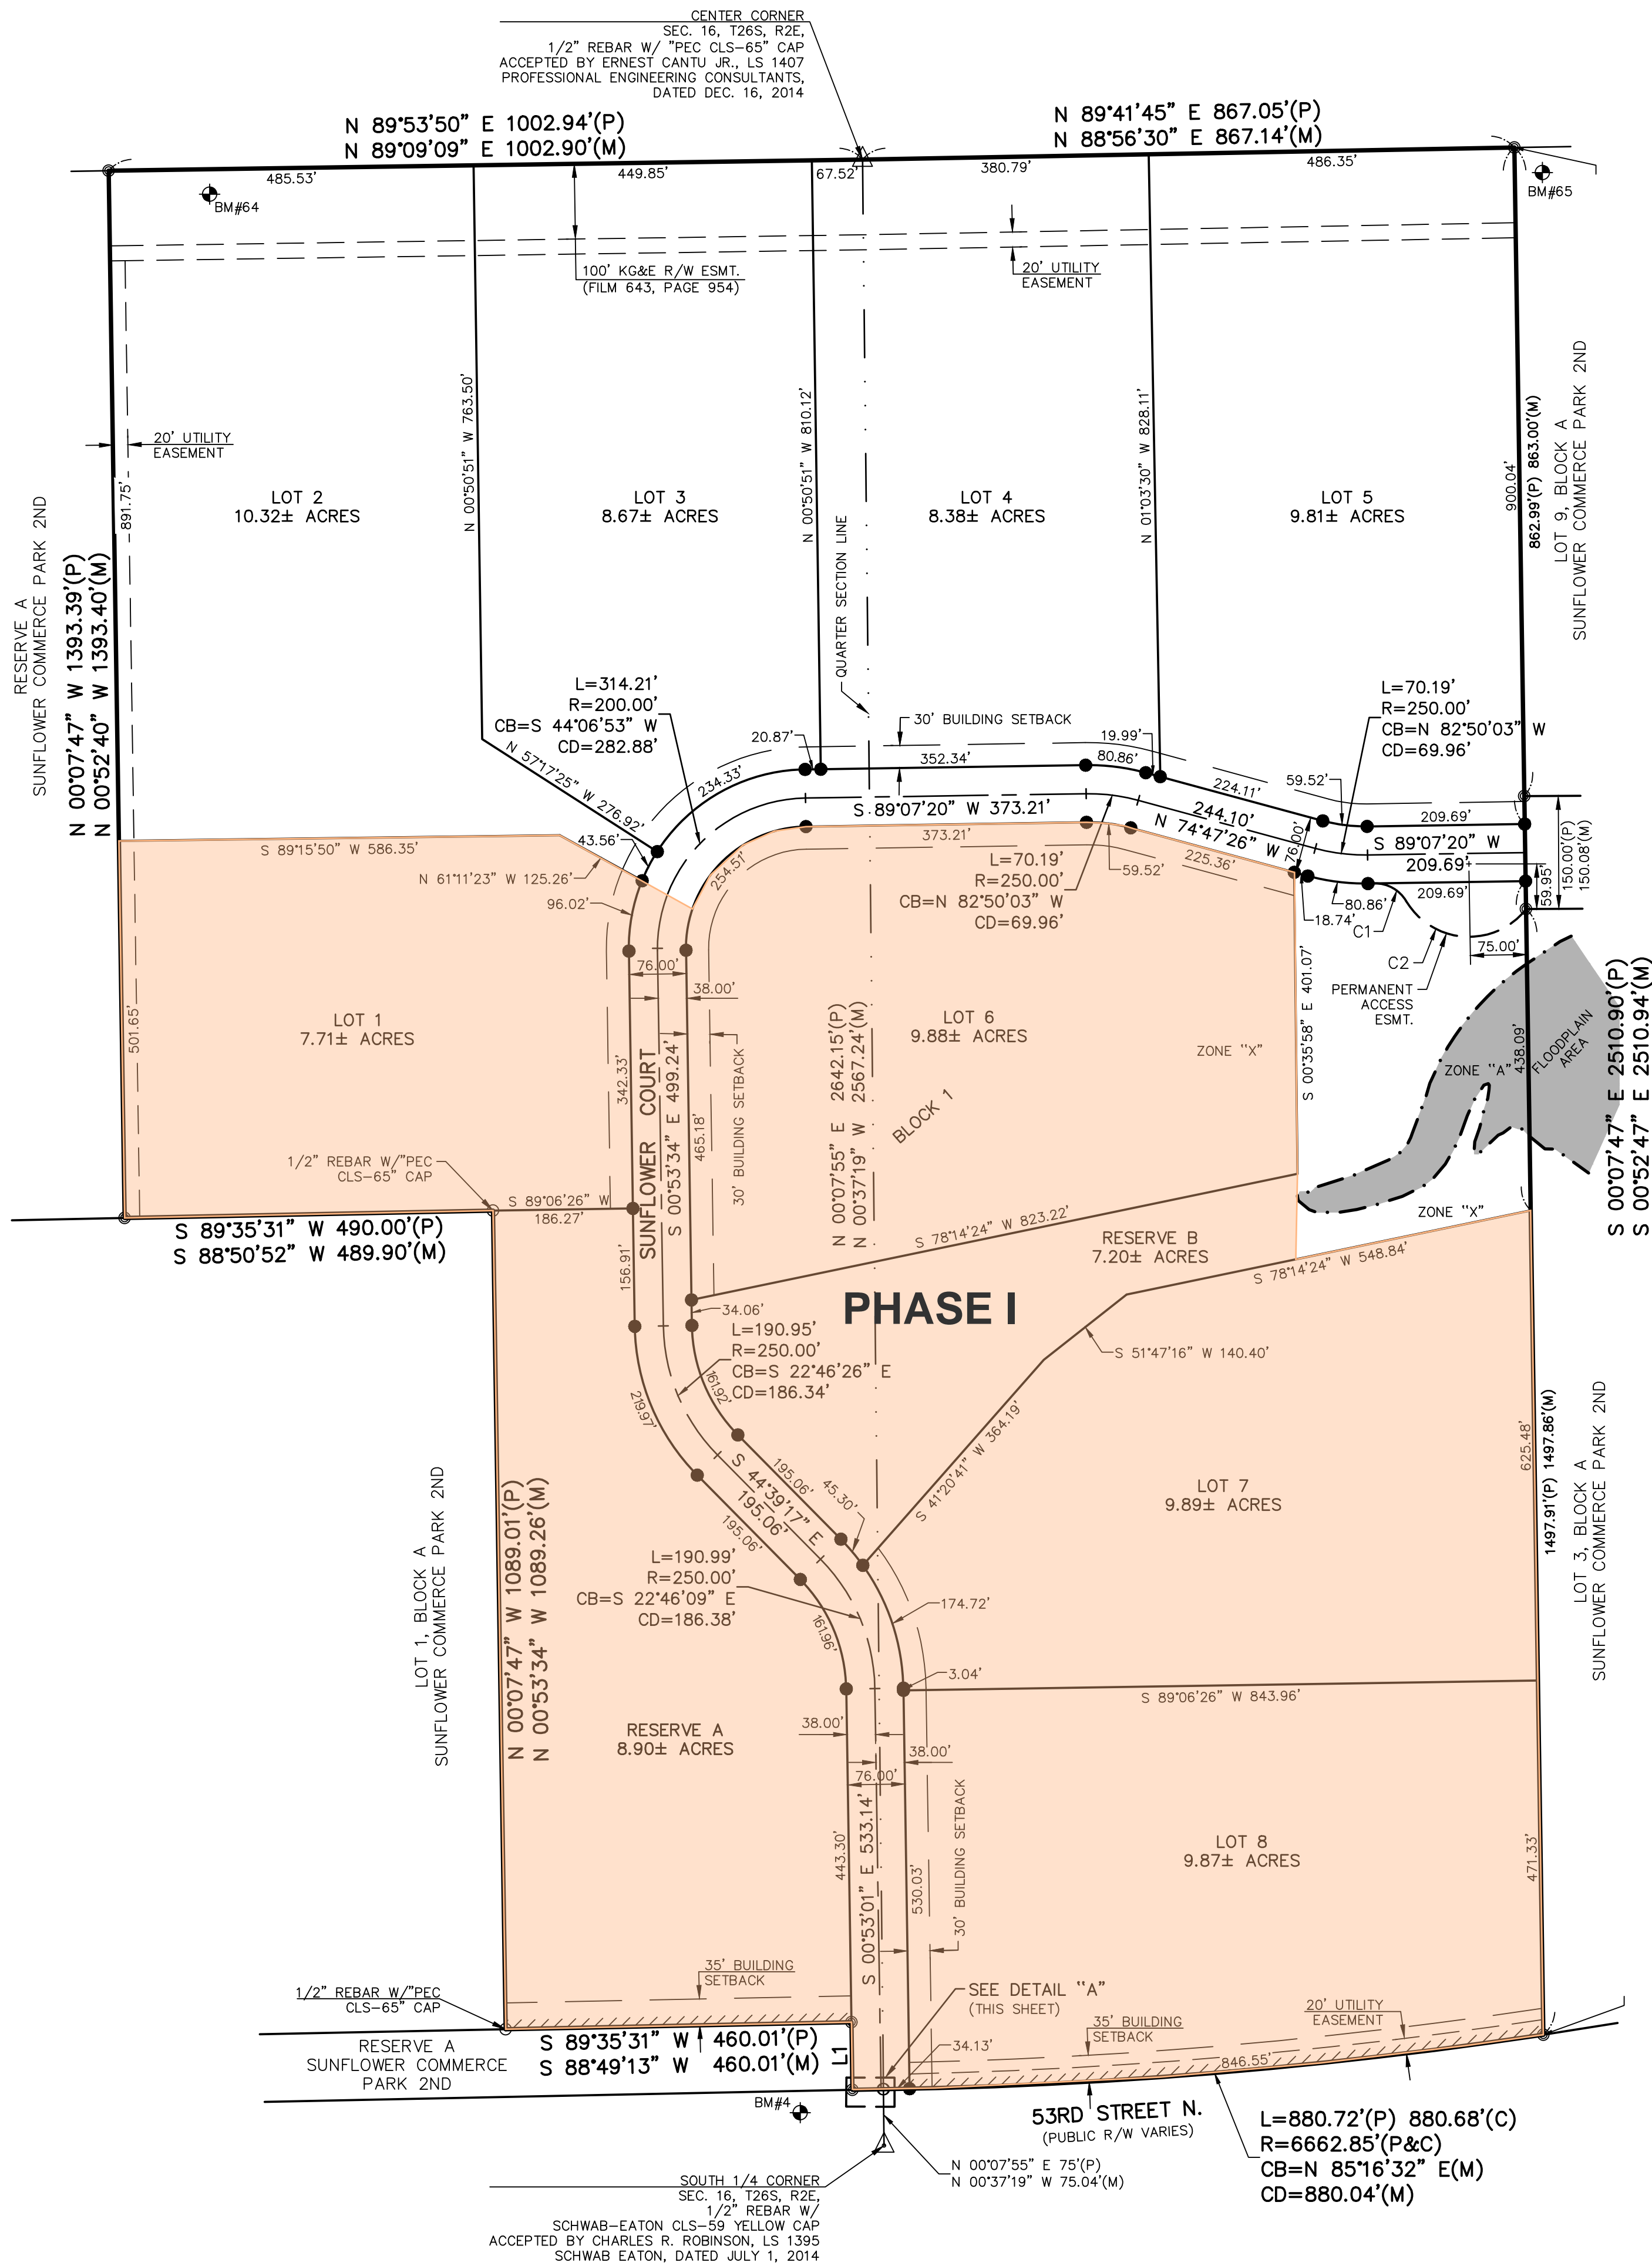 CENTER CORNER
SEC. 16, T26S, R2E,
1/2" REBAR W/ "PEC CLS-65" CAP
ACCEPTED BY ERNEST CANTU JR., LS 1407
PROFESSIONAL ENGINEERING CONSULTANTS,
DATED DEC. 16, 2014
N 89°53'50" E 1002.94'(P)
N 89°09'09" E 1002.90'(M)
N 89°41'45" E 867.05'(P)
N 88°56'30" E 867.14'(M)
485.53'
449.85'
67.52'
380.79'
486.35'
BM#64
BM#65
100' KG&E R/W ESMT.
(FILM 643, PAGE 954)
20' UTILITY
EASEMENT
20' UTILITY
EASEMENT
891.75'
N 00°50'51" W 763.50'
N 00°50'51" W 810.12'
N 01°03'30" W 828.11'
900.04'
862.99'(P) 863.00'(M)
LOT 9, BLOCK A
SUNFLOWER COMMERCE PARK 2ND
RESERVE A
SUNFLOWER COMMERCE PARK 2ND
N 00°07'47" W 1393.39'(P)
N 00°52'40" W 1393.40'(M)
LOT 2
10.32± ACRES
LOT 3
8.67± ACRES
LOT 4
8.38± ACRES
LOT 5
9.81± ACRES
QUARTER SECTION LINE
L=314.21'
R=200.00'
CB=S 44°06'53" W
CD=282.88'
L=70.19'
R=250.00'
CB=N 82°50'03" W
CD=69.96'
30' BUILDING SETBACK
20.87'
352.34'
19.99'
80.86'
224.11'
59.52'
209.69'
N 57°17'25" W 276.92'
234.33'
S 89°07'20" W 373.21'
244.10'
N 74°47'26" W
76.00'
S 89°07'20" W
209.69'
209.69'
59.95'
150.00'(P)
150.08'(M)
43.56'
373.21'
254.51'
59.52'
225.36'
L=70.19'
R=250.00'
CB=N 82°50'03" W
CD=69.96'
80.86'
18.74'
C1
C2
75.00'
PERMANENT
ACCESS
ESMT.
S 89°15'50" W 586.35'
N 61°11'23" W 125.26'
96.02'
76.00'
38.00'
501.65'
LOT 1
7.71± ACRES
342.33'
SUNFLOWER COURT
S 00°53'34" E 499.24'
465.18'
30' BUILDING SETBACK
N 00°07'55" E 2642.15'(P)
N 00°37'19" W 2567.24'(M)
LOT 6
9.88± ACRES
BLOCK 1
ZONE "X"
S 00°35'58" E 401.07'
ZONE "A"
FLOODPLAIN
AREA
438.09'
S 00°07'47" E 2510.90'(P)
S 00°52'47" E 2510.94'(M)
ZONE "X"
1/2" REBAR W/"PEC
CLS-65" CAP
S 89°06'26" W
186.27'
S 89°35'31" W 490.00'(P)
S 88°50'52" W 489.90'(M)
156.91'
S 78°14'24" W 823.22'
RESERVE B
7.20± ACRES
S 78°14'24" W 548.84'
PHASE I
34.06'
L=190.95'
R=250.00'
CB=S 22°46'26" E
CD=186.34'
161.92'
219.97'
S 51°47'16" W 140.40'
S 41°20'41" W 364.19'
195.06'
45.30'
S 44°39'17" E
195.06'
195.06'
LOT 7
9.89± ACRES
625.48'
1497.91'(P) 1497.86'(M)
LOT 3, BLOCK A
SUNFLOWER COMMERCE PARK 2ND
LOT 1, BLOCK A
SUNFLOWER COMMERCE PARK 2ND
N 00°07'47" W 1089.01'(P)
N 00°53'34" W 1089.26'(M)
L=190.99'
R=250.00'
CB=S 22°46'09" E
CD=186.38'
161.96'
174.72'
3.04'
S 89°06'26" W 843.96'
RESERVE A
8.90± ACRES
38.00'
38.00'
76.00'
443.30'
S 00°53'01" E 533.14'
530.03'
30' BUILDING SETBACK
LOT 8
9.87± ACRES
471.33'
35' BUILDING
SETBACK
SEE DETAIL "A"
(THIS SHEET)
35' BUILDING
SETBACK
20' UTILITY
EASEMENT
1/2" REBAR W/"PEC
CLS-65" CAP
RESERVE A
SUNFLOWER COMMERCE
PARK 2ND
S 89°35'31" W 460.01'(P)
S 88°49'13" W 460.01'(M)
L1
34.13'
846.55'
BM#4
53RD STREET N.
(PUBLIC R/W VARIES)
L=880.72'(P) 880.68'(C)
R=6662.85'(P&C)
CB=N 85°16'32" E(M)
CD=880.04'(M)
N 00°07'55" E 75'(P)
N 00°37'19" W 75.04'(M)
SOUTH 1/4 CORNER
SEC. 16, T26S, R2E,
1/2" REBAR W/
SCHWAB-EATON CLS-59 YELLOW CAP
ACCEPTED BY CHARLES R. ROBINSON, LS 1395
SCHWAB EATON, DATED JULY 1, 2014